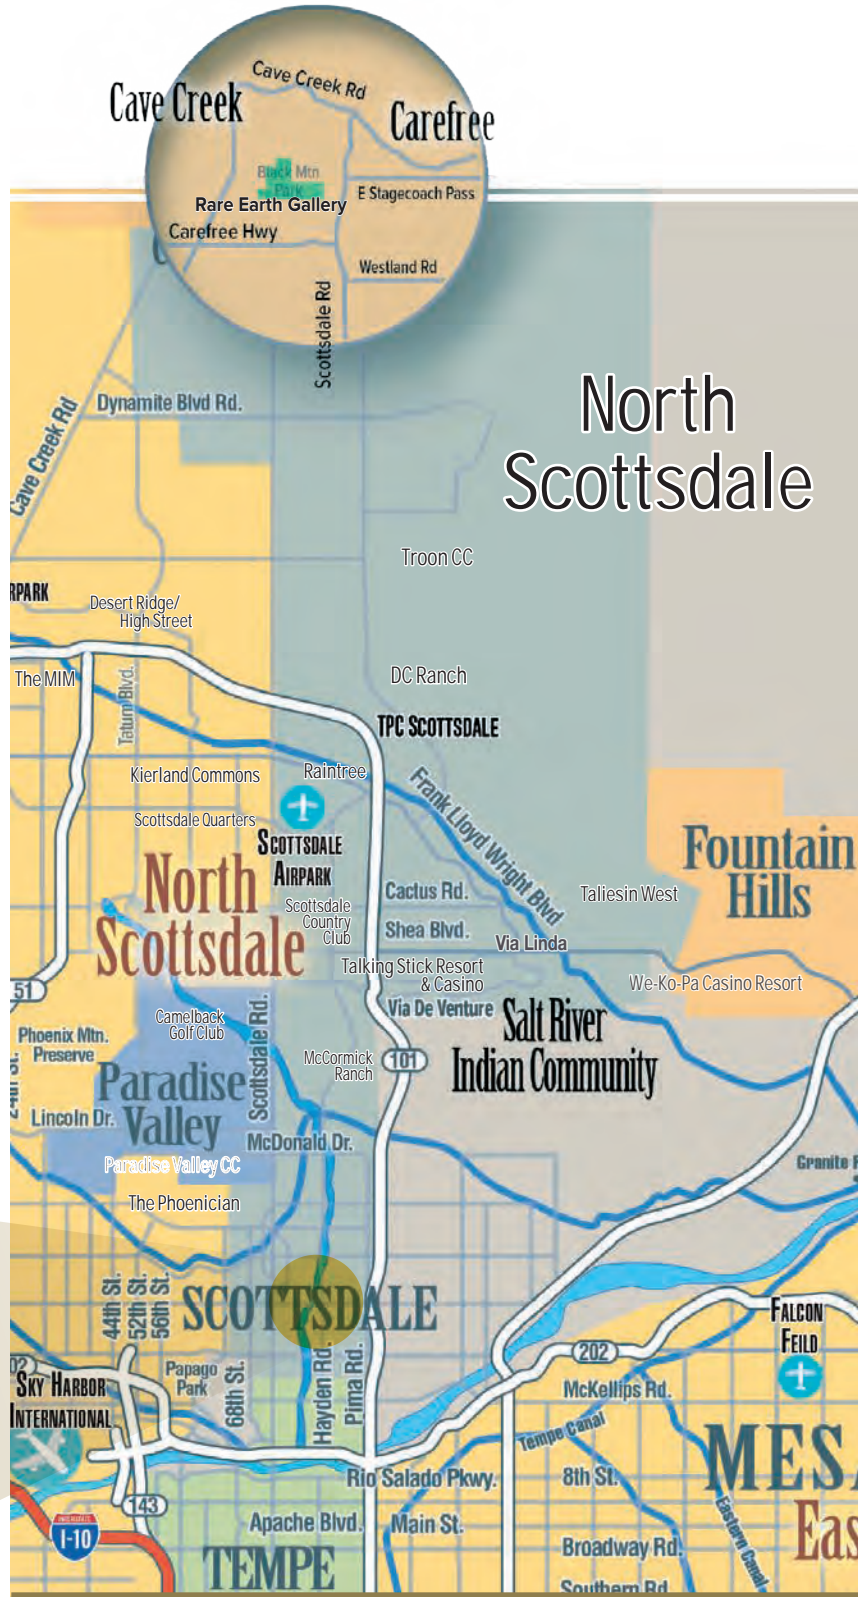 Cave Creek Rd
Cave Creek
Carefree
Black Mtn
Park
E Stagecoach Pass
Rare Earth Gallery
Carefree Hwy
Westland Rd
Scottsdale Rd
North
Scottsdale
Dynamite Blvd Rd.
Cave Creek Rd
Troon CC
RPARK
Desert Ridge/
High Street
The MIM
Tatum Blvd.
DC Ranch
TPC SCOTTSDALE
Kierland Commons
Raintree
Frank Lloyd Wright Blvd
Scottsdale Quarters
SCOTTSDALE
AIRPARK
Fountain
Hills
North
Scottsdale
Cactus Rd.
Taliesin West
Scottsdale
Country
Club
Shea Blvd.
Via Linda
Talking Stick Resort
& Casino
We-Ko-Pa Casino Resort
51
Via De Venture
Salt River
Indian Community
Camelback
Golf Club
Scottsdale Rd.
Phoenix Mtn.
Preserve
McCormick
Ranch
101
24th St.
Paradise
Valley
Lincoln Dr.
McDonald Dr.
Paradise Valley CC
Granite
The Phoenician
44th St.
52th St.
56th St.
SCOTTSDALE
FALCON
FEILD
202
SKY HARBOR
INTERNATIONAL
Papago
Park
68th St.
Hayden Rd.
Pima Rd.
202
McKellips Rd.
Tempe Canal
MESA
Eas
Rio Salado Pkwy.
8th St.
143
I-10
Apache Blvd.
Main St.
Eastern Canal
Broadway Rd.
TEMPE
Southern Rd